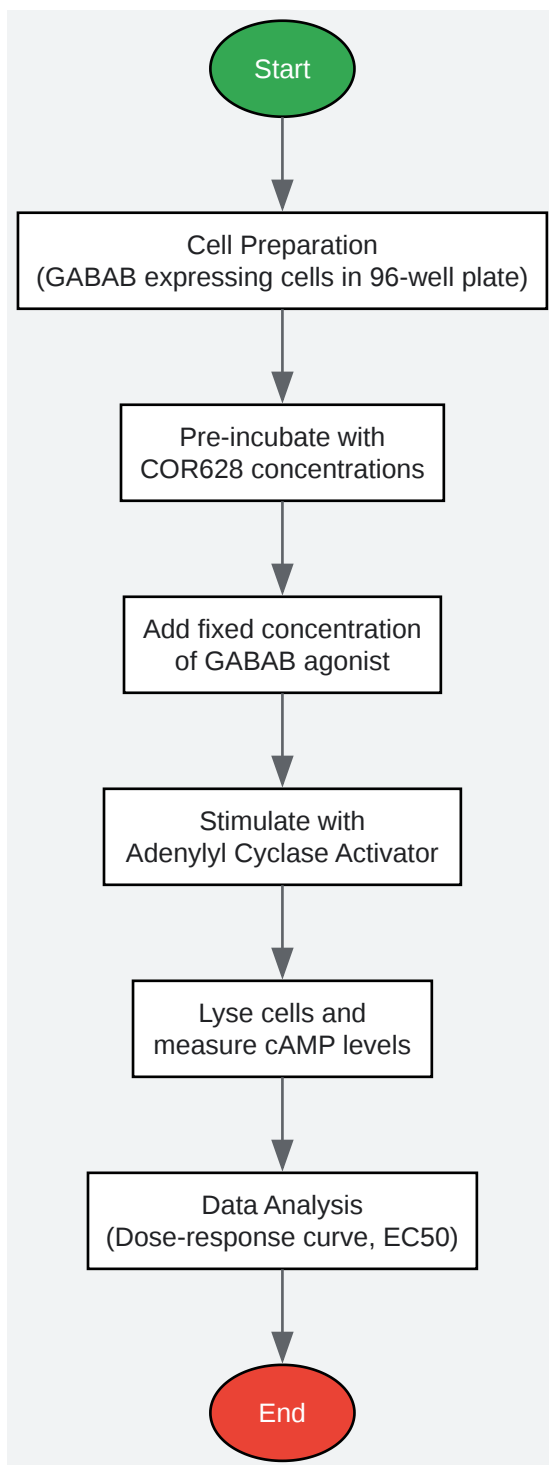 Start
Cell Preparation
(GABAB expressing cells in 96-well plate)
Pre-incubate with
COR628 concentrations
Add fixed concentration
of GABAB agonist
Stimulate with
Adenylyl Cyclase Activator
Lyse cells and
measure cAMP levels
Data Analysis
(Dose-response curve, EC50)
End